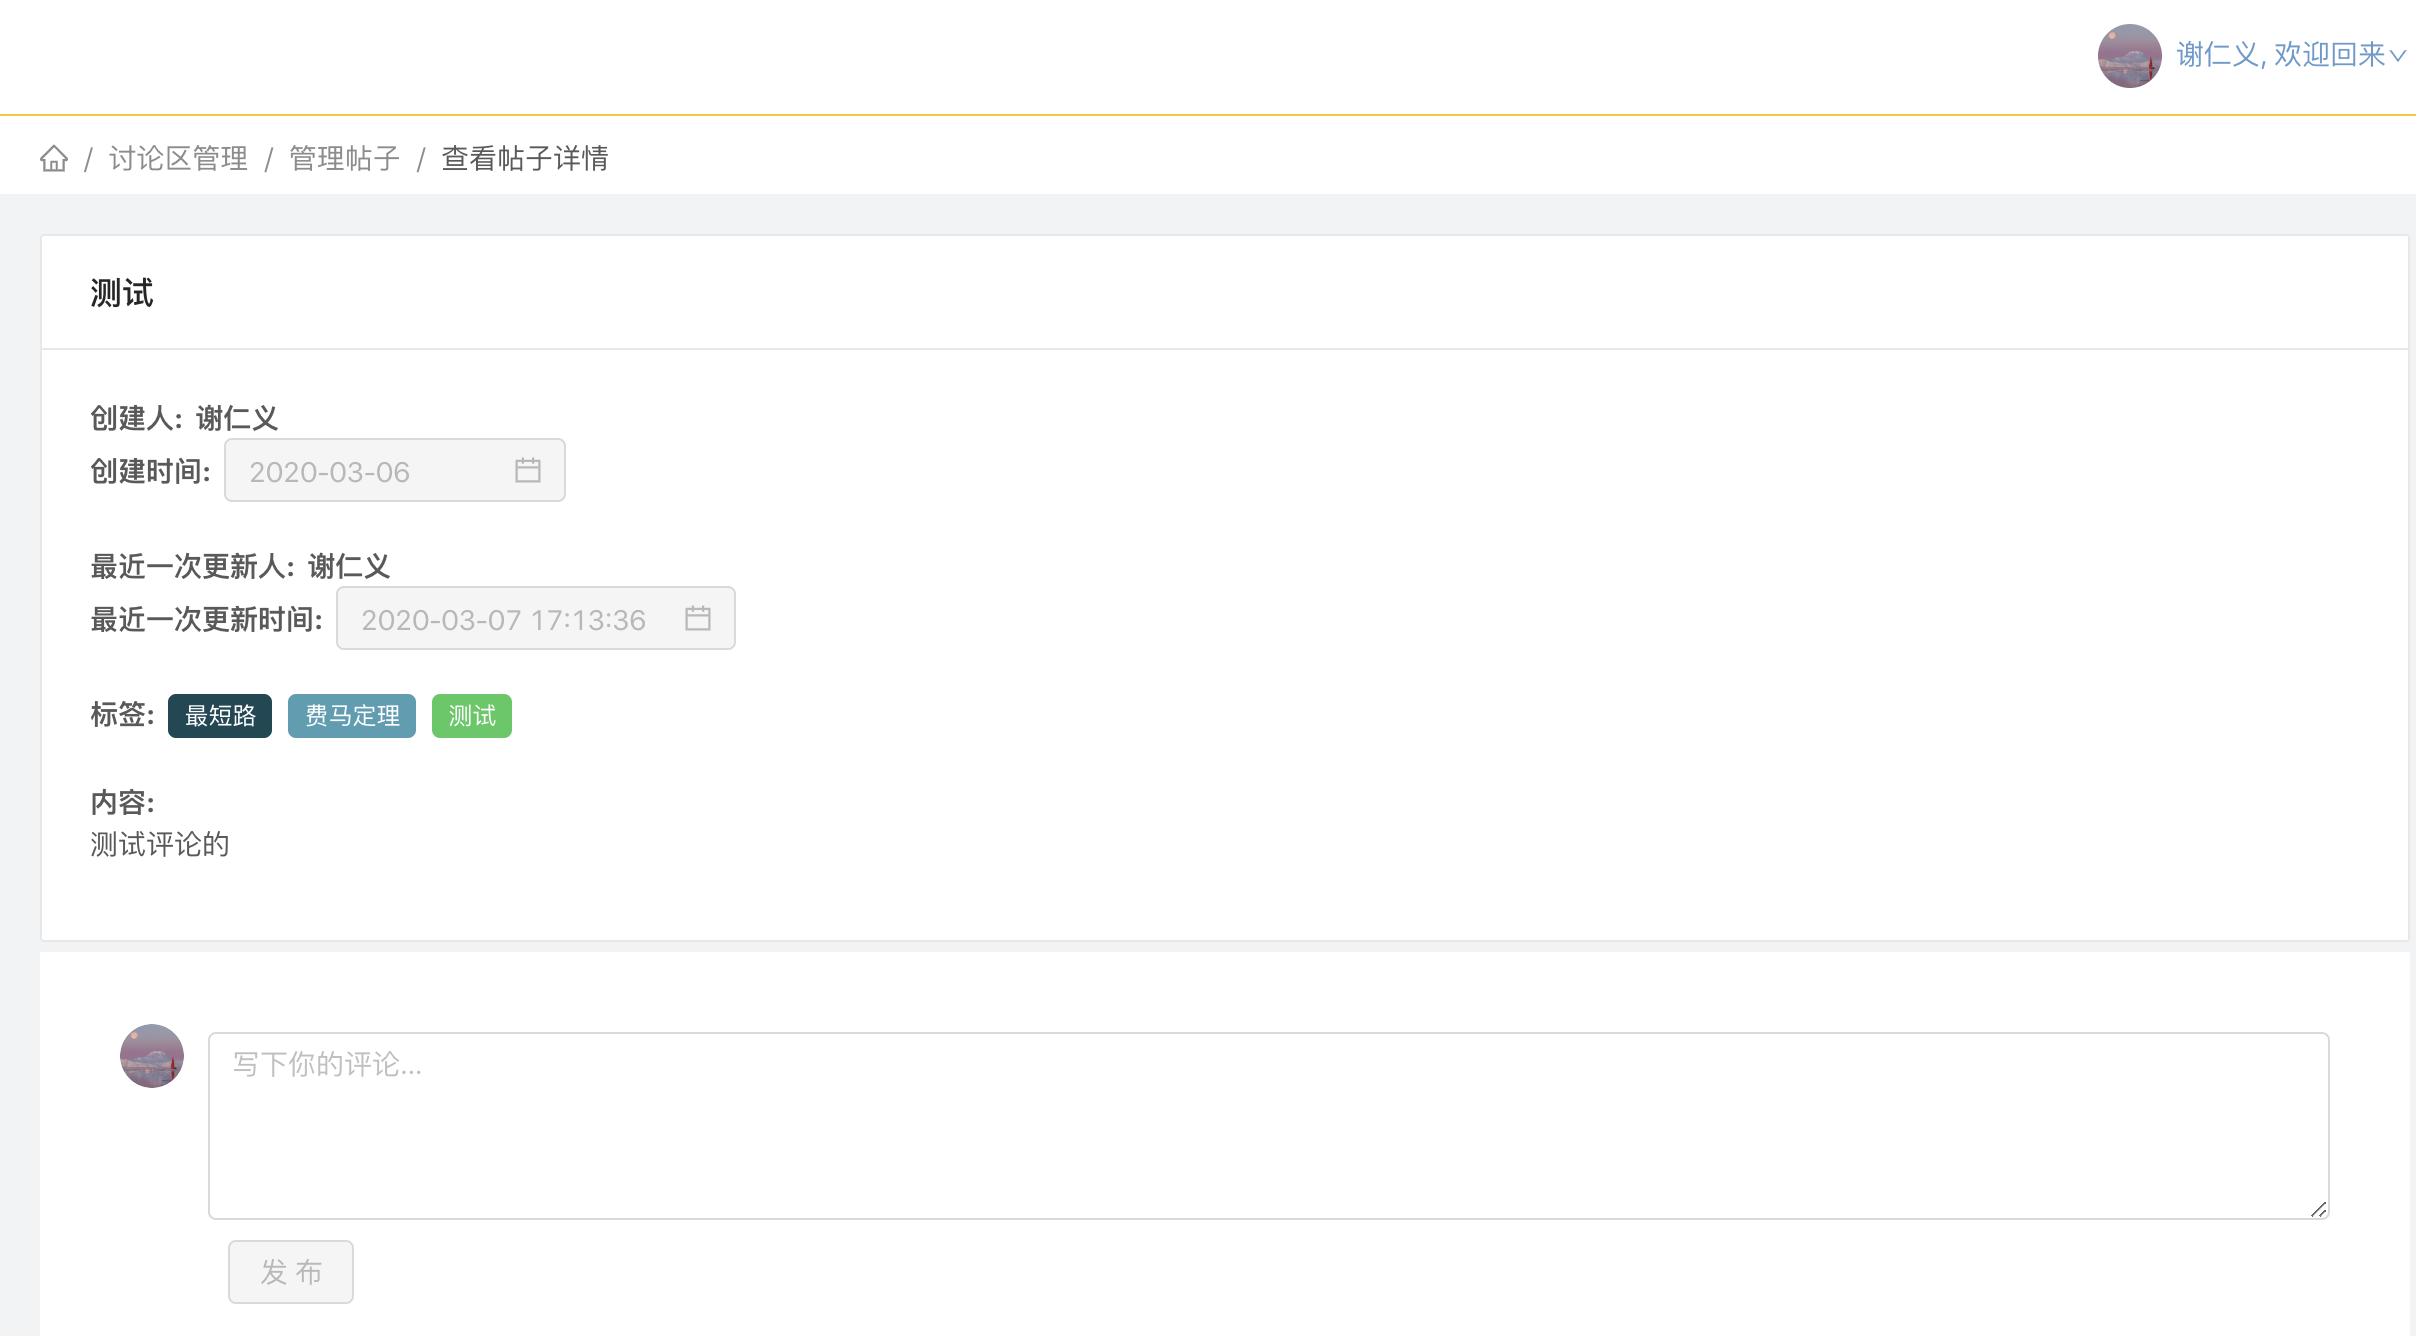 谢仁义, 欢迎回来
/ 讨论区管理 / 管理帖子 / 查看帖子详情
测试
创建人: 谢仁义
创建时间: 2020-03-06
最近一次更新人: 谢仁义
最近一次更新时间: 2020-03-07 17:13:36
标签: 最短路 费马定理 测试
内容:
测试评论的
写下你的评论...
发 布